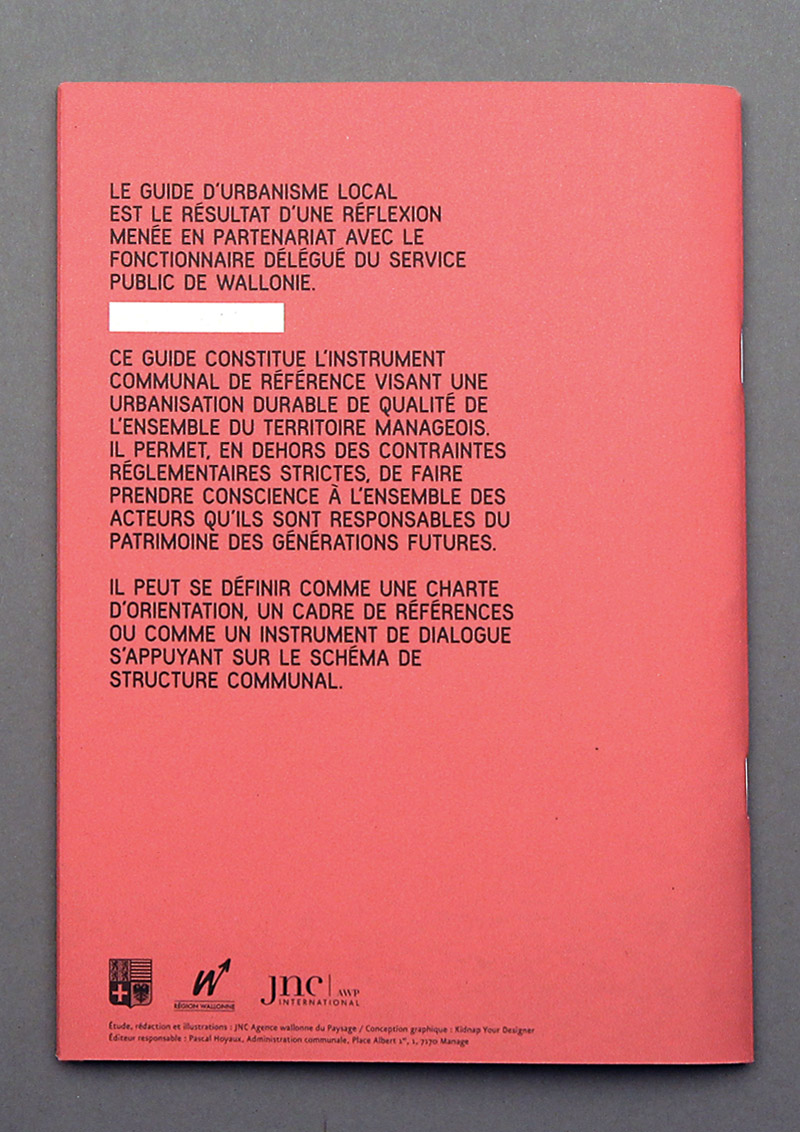 LE GUIDE D'URBANISME LOCAL
EST LE RÉSULTAT D'UNE RÉFLEXION
MENÉE EN PARTENARIAT AVEC LE
FONCTIONNAIRE DÉLÉGUÉ DU SERVICE
PUBLIC DE WALLONIE.
CE GUIDE CONSTITUE L'INSTRUMENT
COMMUNAL DE RÉFÉRENCE VISANT UNE
URBANISATION DURABLE DE QUALITÉ DE
L'ENSEMBLE DU TERRITOIRE MANAGEOIS.
IL PERMET, EN DEHORS DES CONTRAINTES
RÉGLEMENTAIRES STRICTES, DE FAIRE
PRENDRE CONSCIENCE À L'ENSEMBLE DES
ACTEURS QU'ILS SONT RESPONSABLES DU
PATRIMOINE DES GÉNÉRATIONS FUTURES.
IL PEUT SE DÉFINIR COMME UNE CHARTE
D'ORIENTATION, UN CADRE DE RÉFÉRENCES
OU COMME UN INSTRUMENT DE DIALOGUE
S'APPUYANT SUR LE SCHÉMA DE
STRUCTURE COMMUNAL.
W
RÉGION WALLONNE
jnc | AWP
INTERNATIONAL
Étude, rédaction et illustrations : JNC Agence wallonne du Paysage / Conception graphique : Kidnap Your Designer
Éditeur responsable : Pascal Hoyaux, Administration communale, Place Albert 1er, 1, 7170 Manage